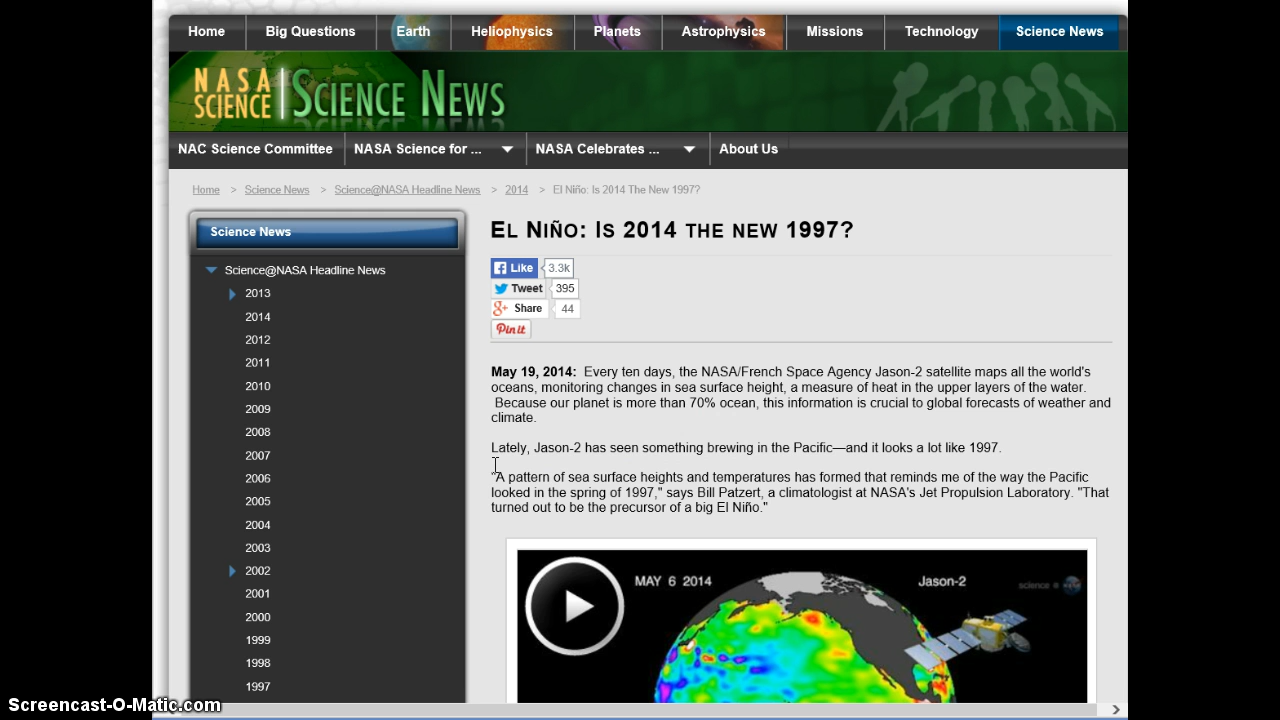 Home Big Questions Earth Heliophysics Planets Astrophysics Missions Technology Science News
NASA SCIENCE | SCIENCE NEWS
NAC Science Committee NASA Science for ... NASA Celebrates ... About Us
Home > Science News > Science@NASA Headline News > 2014 > El Niño: Is 2014 The New 1997?
Science News
Science@NASA Headline News
2013
2014
2012
2011
2010
2009
2008
2007
2006
2005
2004
2003
2002
2001
2000
1999
1998
1997
EL NIÑO: IS 2014 THE NEW 1997?
Like 3.3k
Tweet 395
Share 44
Pin it
May 19, 2014: Every ten days, the NASA/French Space Agency Jason-2 satellite maps all the world's
oceans, monitoring changes in sea surface height, a measure of heat in the upper layers of the water.
Because our planet is more than 70% ocean, this information is crucial to global forecasts of weather and
climate.
Lately, Jason-2 has seen something brewing in the Pacific—and it looks a lot like 1997.
"A pattern of sea surface heights and temperatures has formed that reminds me of the way the Pacific
looked in the spring of 1997," says Bill Patzert, a climatologist at NASA's Jet Propulsion Laboratory. "That
turned out to be the precursor of a big El Niño."
MAY 6 2014 Jason-2 science @
Screencast-O-Matic.com